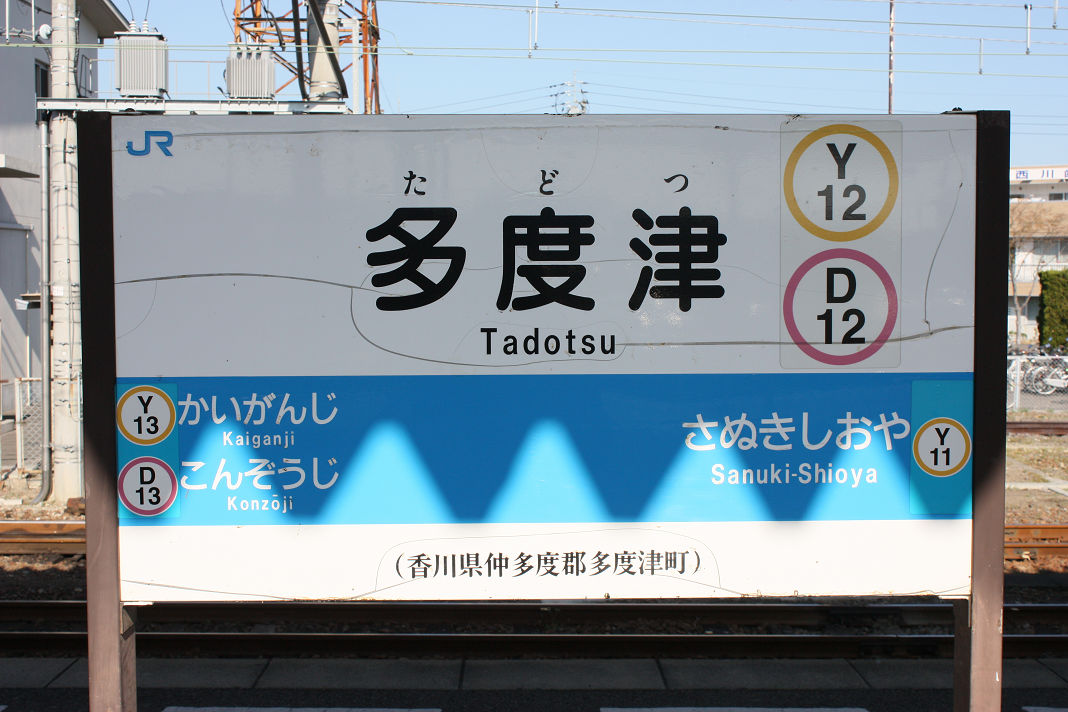 JR
たどつ
多度津
Tadotsu
Y
12
D
12
Y
13
かいがんじ
Kaiganji
D
13
こんぞうじ
Konzōji
さぬきしおや
Sanuki-Shioya
Y
11
(香川県仲多度郡多度津町)
西川